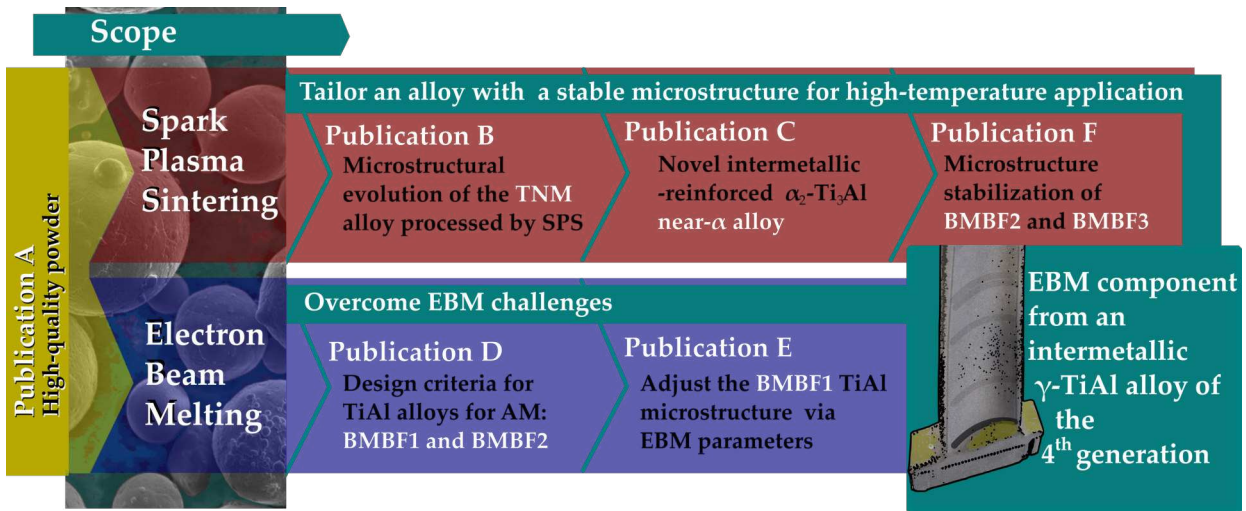 Scope
Publication A
High-quality powder
Spark
Plasma
Sintering
Tailor an alloy with a stable microstructure for high-temperature application
Publication B
Microstructural
evolution of the TNM
alloy processed by SPS
Publication C
Novel intermetallic
-reinforced α₂-Ti₃Al
near-α alloy
Publication F
Microstructure
stabilization of
BMBF2 and BMBF3
Electron
Beam
Melting
Overcome EBM challenges
Publication D
Design criteria for
TiAl alloys for AM:
BMBF1 and BMBF2
Publication E
Adjust the BMBF1 TiAl
microstructure via
EBM parameters
EBM component
from an
intermetallic
γ-TiAl alloy of
the
4th generation